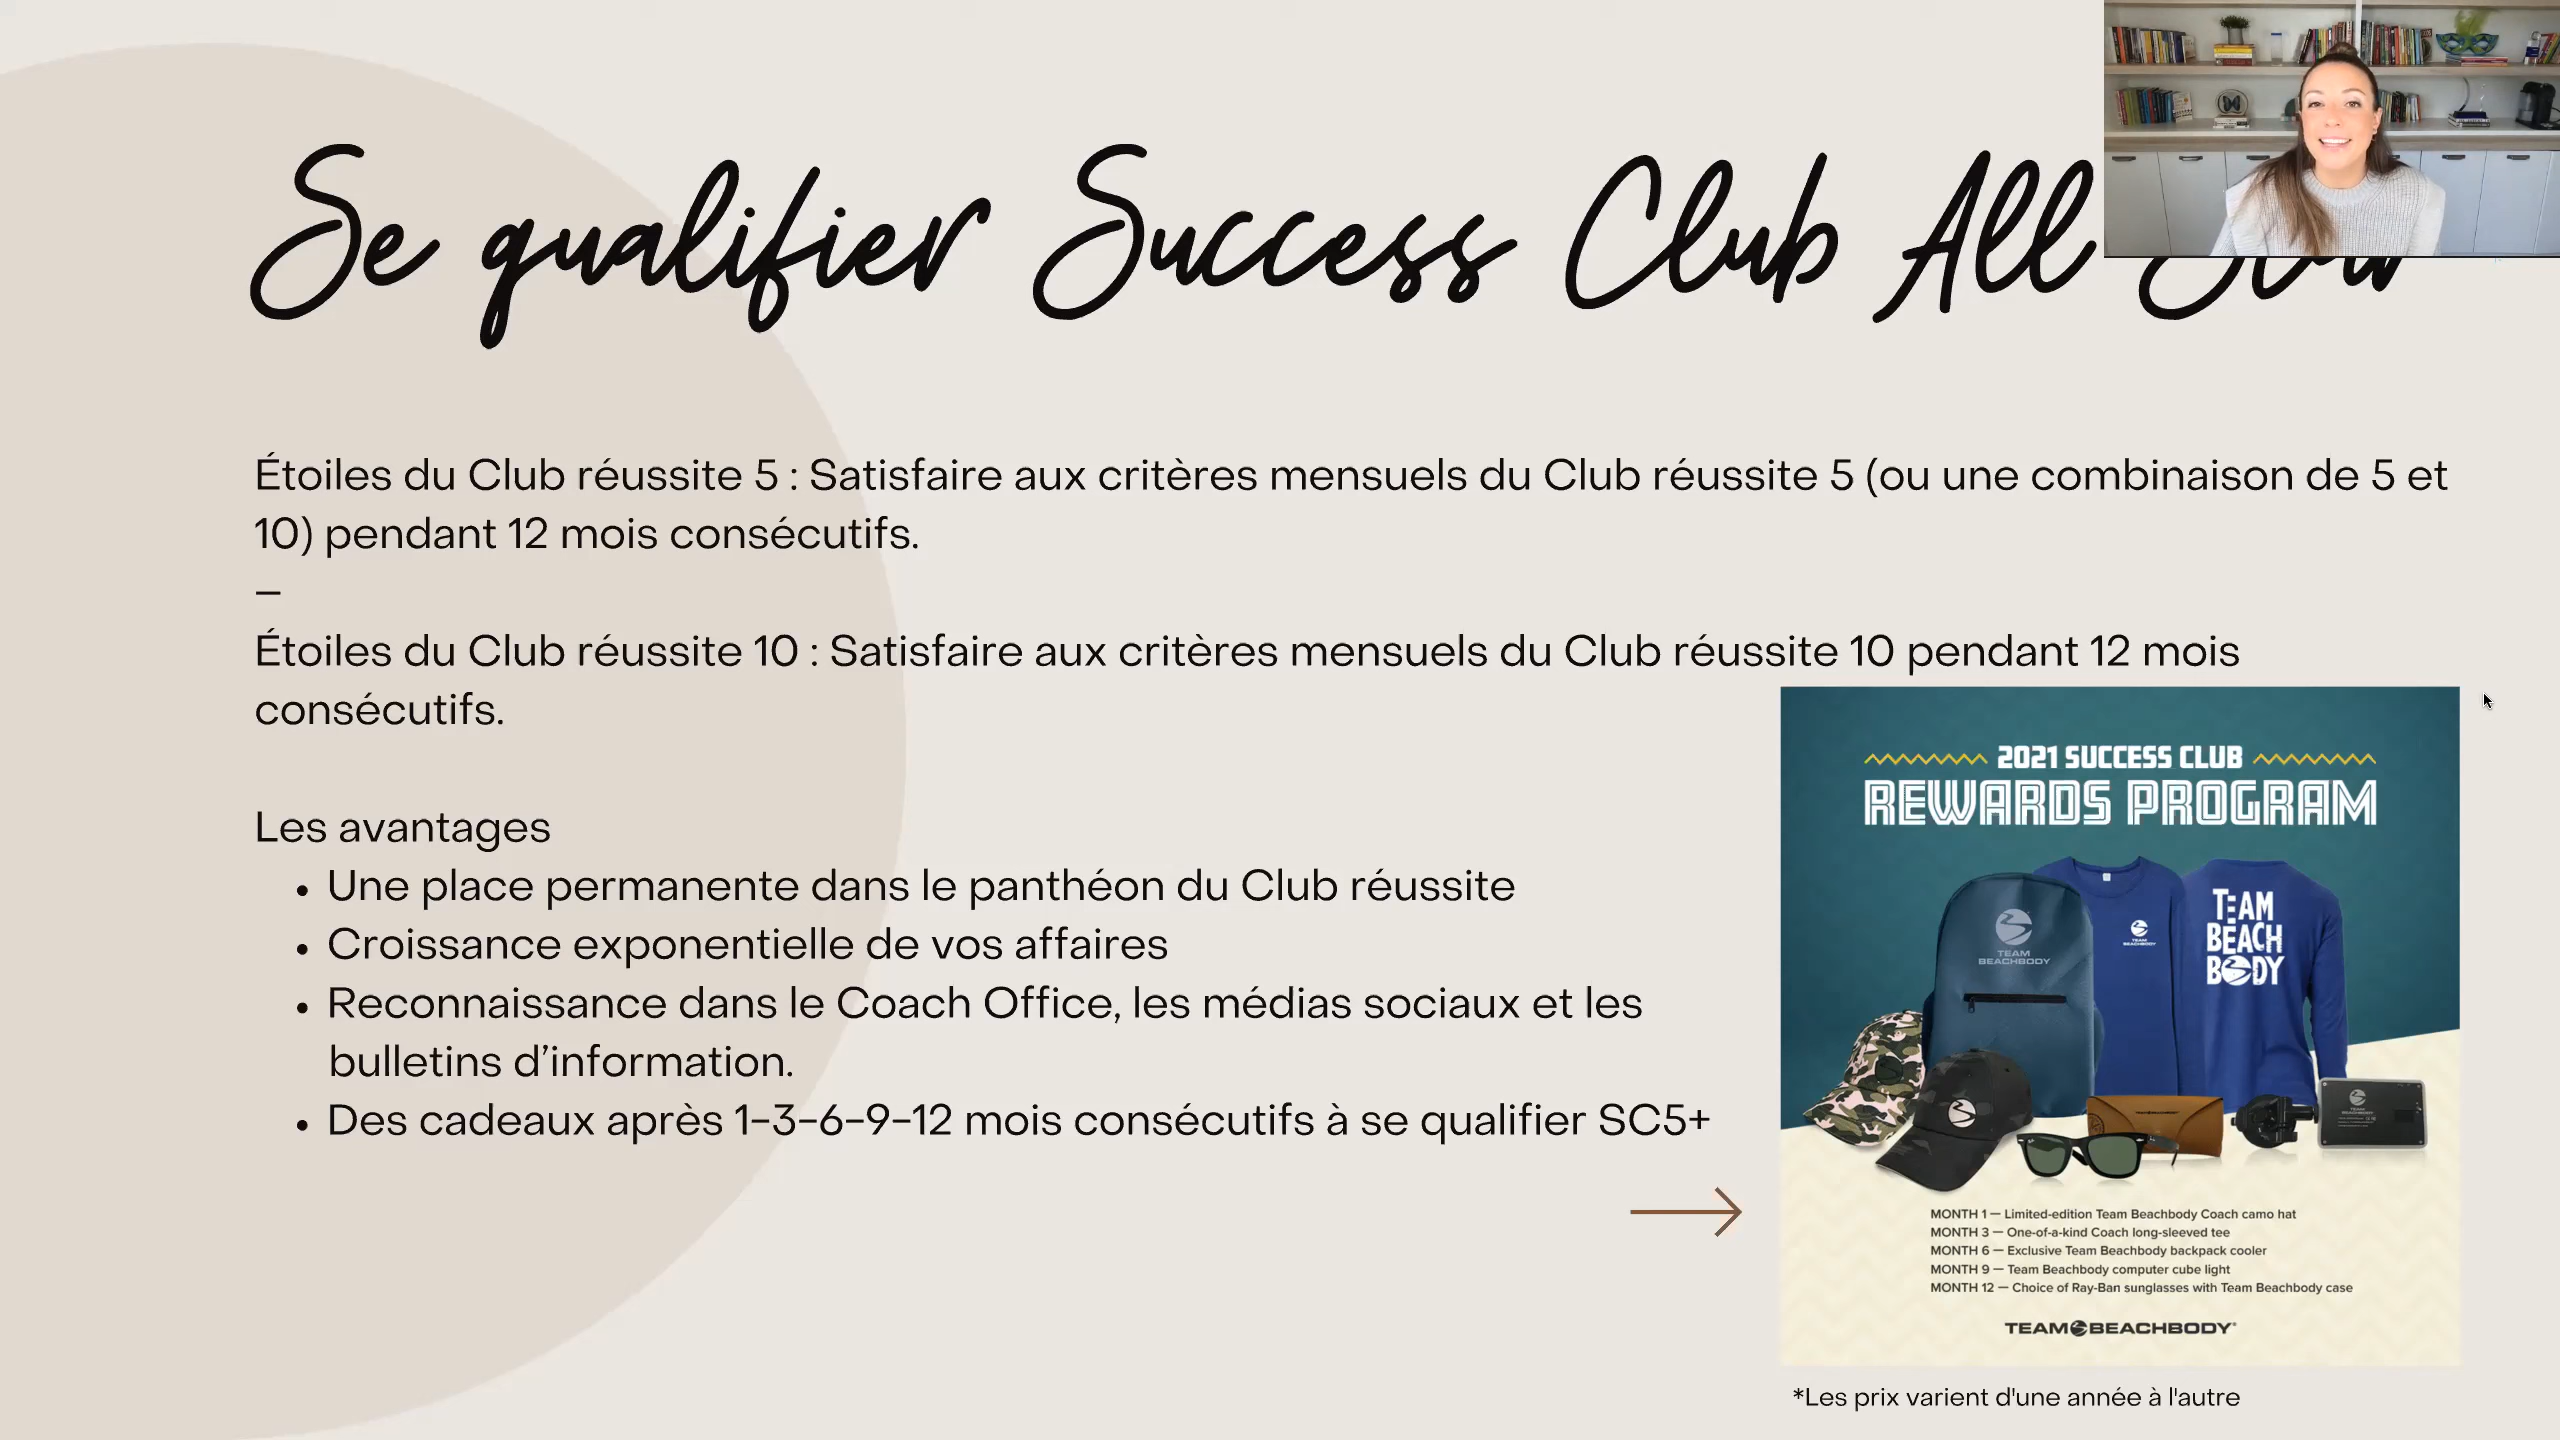 Se qualifier Success Club All Star
Étoiles du Club réussite 5 : Satisfaire aux critères mensuels du Club réussite 5 (ou une combinaison de 5 et
10) pendant 12 mois consécutifs.
–
Étoiles du Club réussite 10 : Satisfaire aux critères mensuels du Club réussite 10 pendant 12 mois
consécutifs.
Les avantages
• Une place permanente dans le panthéon du Club réussite
• Croissance exponentielle de vos affaires
• Reconnaissance dans le Coach Office, les médias sociaux et les
bulletins d’information.
• Des cadeaux après 1-3-6-9-12 mois consécutifs à se qualifier SC5+
2021 SUCCESS CLUB
REWARDS PROGRAM
TEAM
BEACHBODY
TEAM
BEACHBODY
TEAM
BEACH
BODY
MONTH 1 — Limited-edition Team Beachbody Coach camo hat
MONTH 3 — One-of-a-kind Coach long-sleeved tee
MONTH 6 — Exclusive Team Beachbody backpack cooler
MONTH 9 — Team Beachbody computer cube light
MONTH 12 — Choice of Ray-Ban sunglasses with Team Beachbody case
TEAM BEACHBODY
*Les prix varient d'une année à l'autre